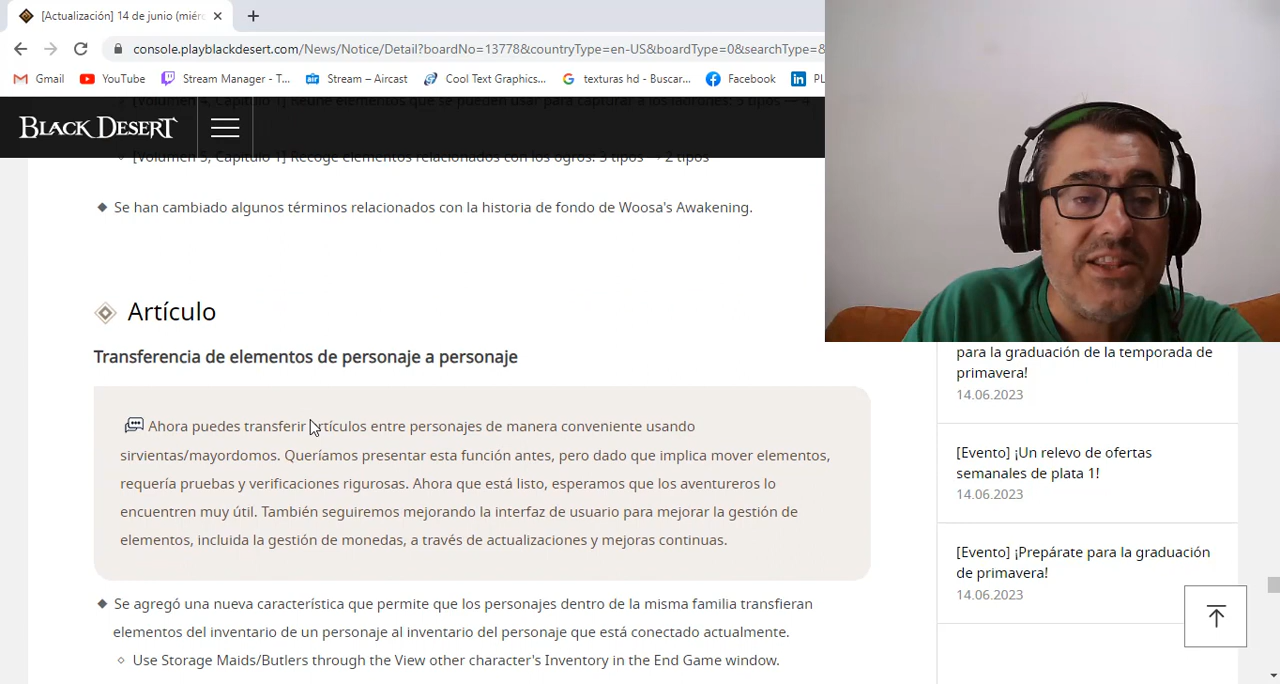 [Actualización] 14 de junio (miérc
console.playblackdesert.com/News/Notice/Detail?boardNo=13778&countryType=en-US&boardType=0&searchType=&
Gmail YouTube Stream Manager - T... Stream – Aircast Cool Text Graphics... texturas hd - Buscar... Facebook PL
[Volumen 4, Capítulo 1] Reúne elementos que se pueden usar para capturar a los ladrones: 5 tipos → 4
BLACK DESERT
[Volumen 5, Capítulo 1] Recoge elementos relacionados con los ogros: 3 tipos → 2 tipos
Se han cambiado algunos términos relacionados con la historia de fondo de Woosa's Awakening.
Artículo
Transferencia de elementos de personaje a personaje
Ahora puedes transferir artículos entre personajes de manera conveniente usando
sirvientes/mayordomos. Queríamos presentar esta función antes, pero dado que implica mover elementos,
requería pruebas y verificaciones rigurosas. Ahora que está listo, esperamos que los aventureros lo
encuentren muy útil. También seguiremos mejorando la interfaz de usuario para mejorar la gestión de
elementos, incluida la gestión de monedas, a través de actualizaciones y mejoras continuas.
Se agregó una nueva característica que permite que los personajes dentro de la misma familia transfieran
elementos del inventario de un personaje al inventario del personaje que está conectado actualmente.
Use Storage Maids/Butlers through the View other character's Inventory in the End Game window.
para la graduación de la temporada de
primavera!
14.06.2023
[Evento] ¡Un relevo de ofertas
semanales de plata 1!
14.06.2023
[Evento] ¡Prepárate para la graduación
de primavera!
14.06.2023